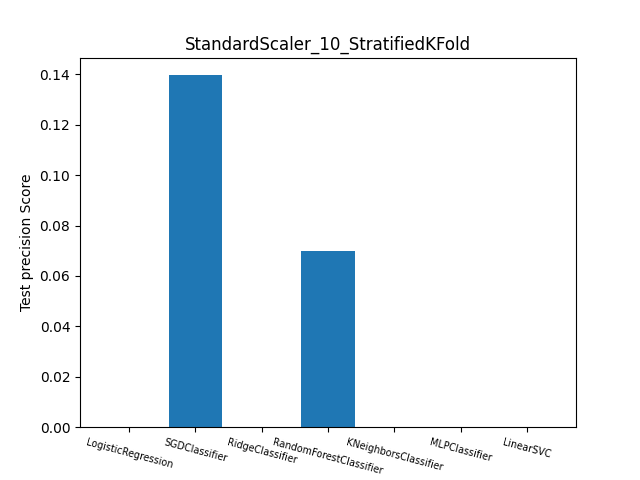 StandardScaler_10_StratifiedKFold
Test precision Score
0.14
0.12
0.10
0.08
0.06
0.04
0.02
0.00
LogisticRegression
SGDClassifier
RidgeClassifier
RandomForestClassifier
KNeighborsClassifier
MLPClassifier
LinearSVC